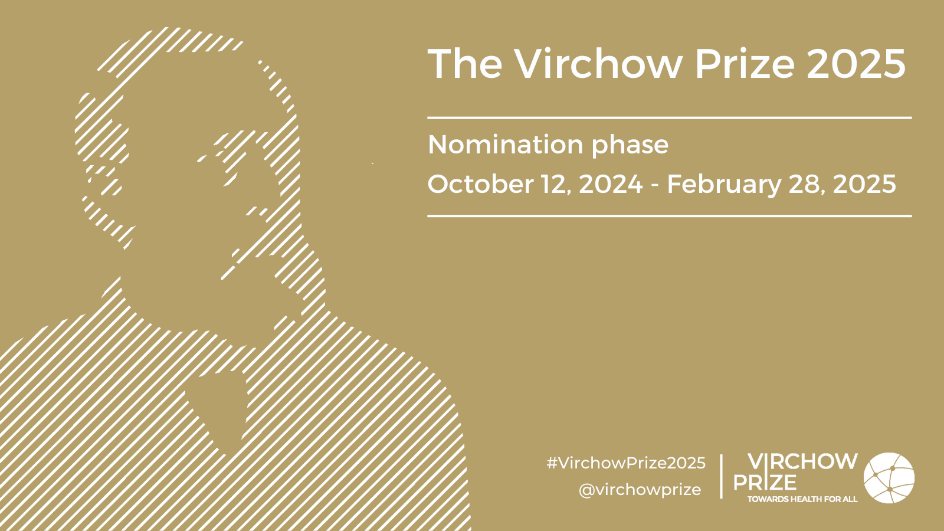 The Virchow Prize 2025
Nomination phase
October 12, 2024 - February 28, 2025
#VirchowPrize2025
@virchowprize
VIRCHOW
PRIZE
TOWARDS HEALTH FOR ALL